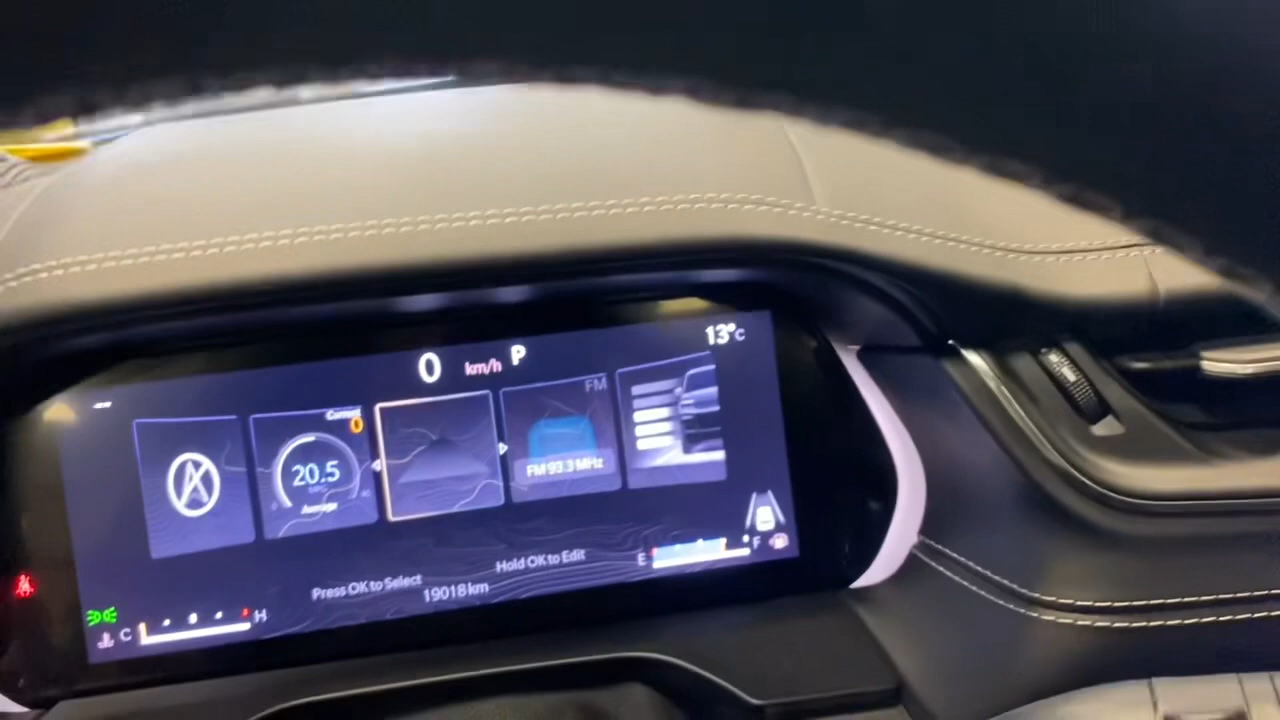 13°C
0 km/h P
Current
0
20.5
Average
FM
FM 93.3 MHz
Press OK to Select
Hold OK to Edit
19018 km
E F
C H